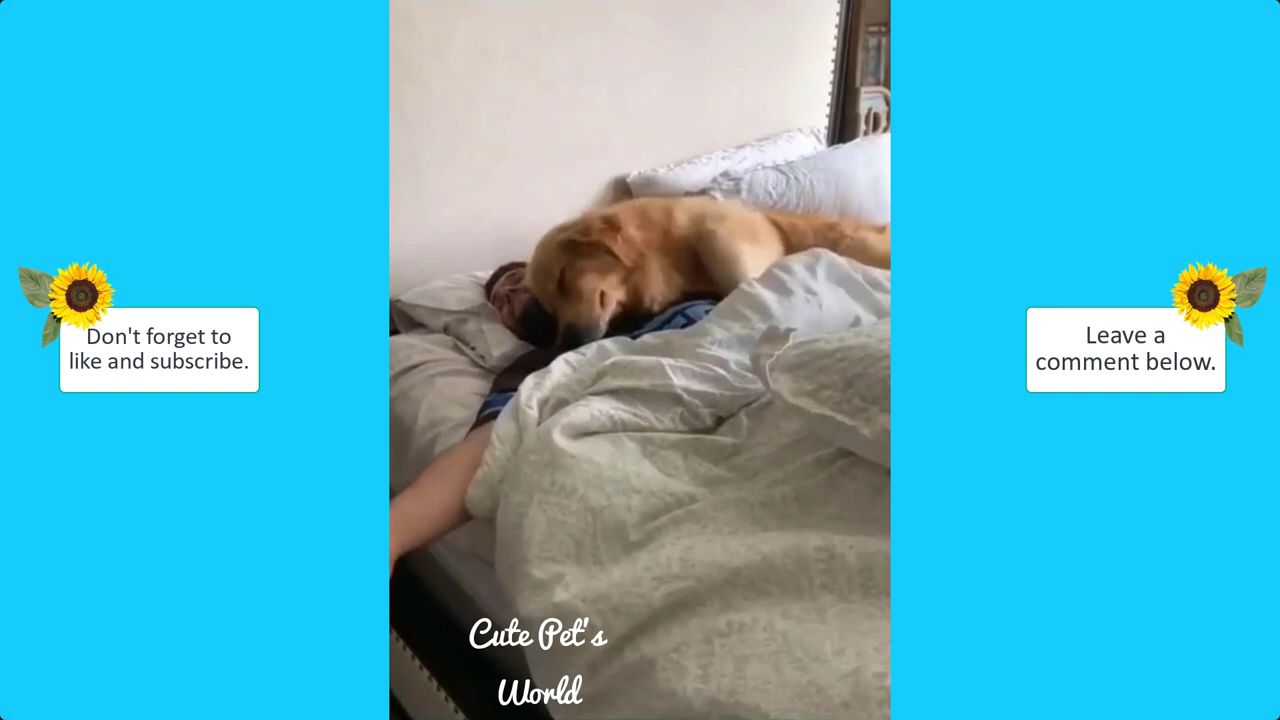 Don't forget to
like and subscribe.
Leave a
comment below.
Cute Pet's
World